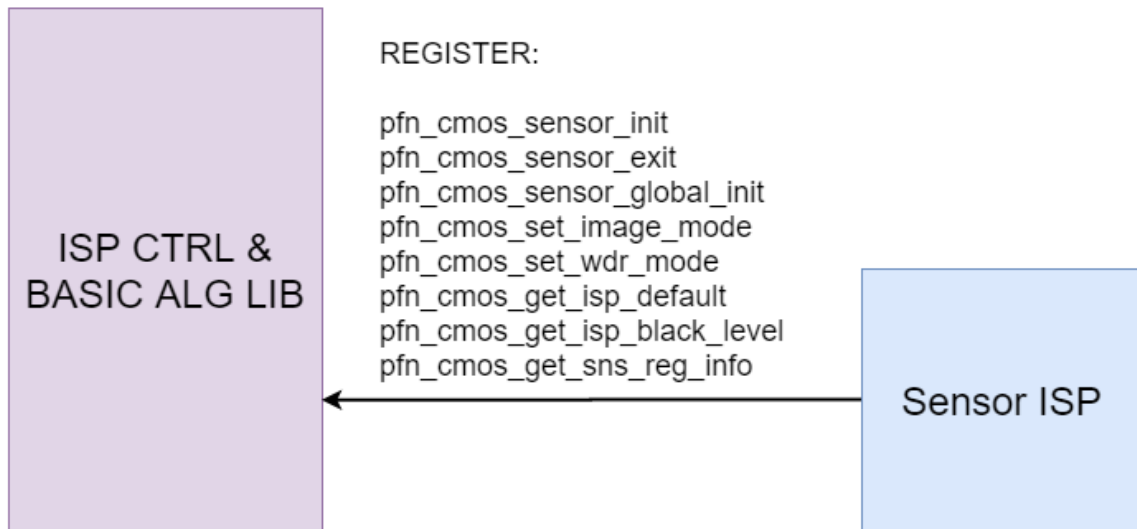 ISP CTRL &
BASIC ALG LIB
REGISTER:
pfn_cmos_sensor_init
pfn_cmos_sensor_exit
pfn_cmos_sensor_global_init
pfn_cmos_set_image_mode
pfn_cmos_set_wdr_mode
pfn_cmos_get_isp_default
pfn_cmos_get_isp_black_level
pfn_cmos_get_sns_reg_info
Sensor ISP